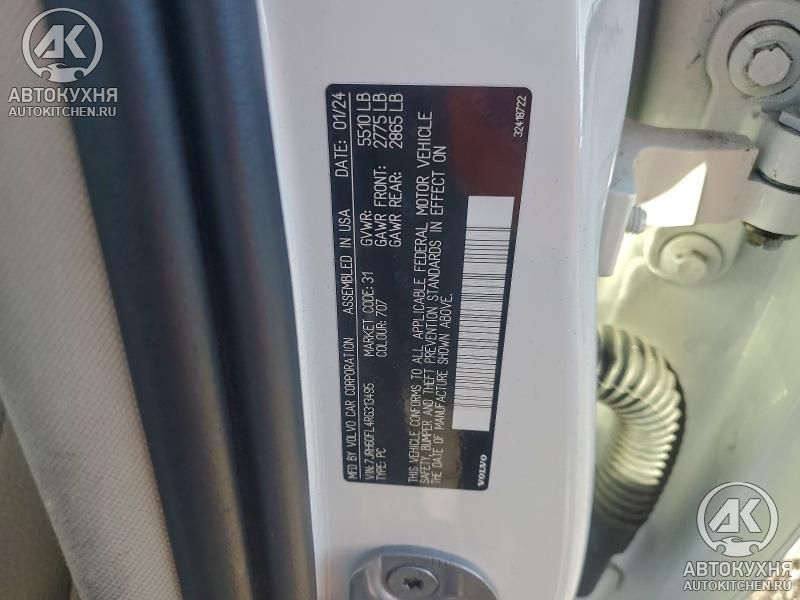 АВТОКУХНЯ
AUTOKITCHEN.RU
MFD BY VOLVO CAR CORPORATION ASSEMBLED IN USA DATE: 01/24
VIN: 7JRH60FL4RG313495 GVWR: 5510 LB
TYPE: PC MARKET CODE: 31 GAWR FRONT: 2775 LB
COLOUR: 707 GAWR REAR: 2865 LB
THIS VEHICLE CONFORMS TO ALL APPLICABLE FEDERAL MOTOR VEHICLE
SAFETY, BUMPER AND THEFT PREVENTION STANDARDS IN EFFECT ON
THE DATE OF MANUFACTURE SHOWN ABOVE.
VOLVO
32418722
АВТОКУХНЯ
AUTOKITCHEN.RU